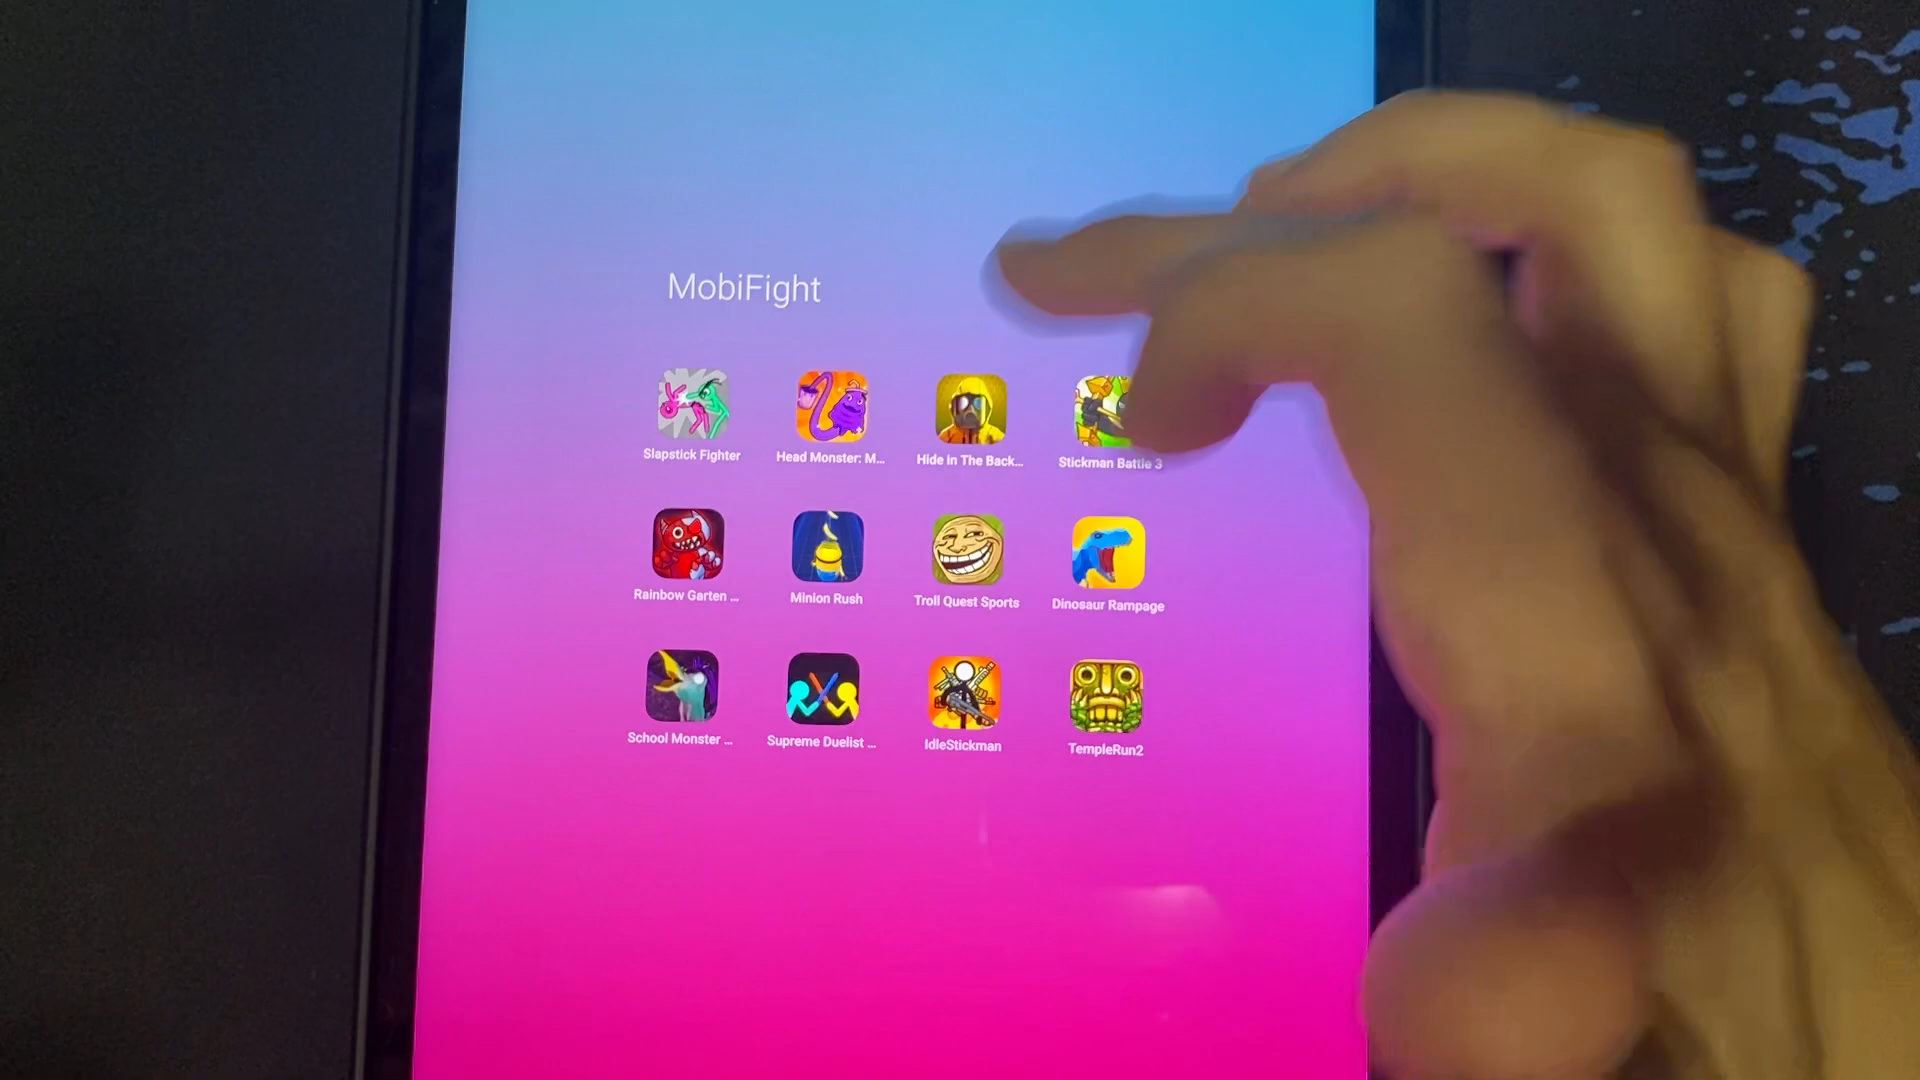 MobiFight
Slapstick Fighter
Head Monster: M...
Hide in The Back...
Stickman Battle 3
Rainbow Garten ...
Minion Rush
Troll Quest Sports
Dinosaur Rampage
School Monster ...
Supreme Duelist ...
IdleStickman
TempleRun2